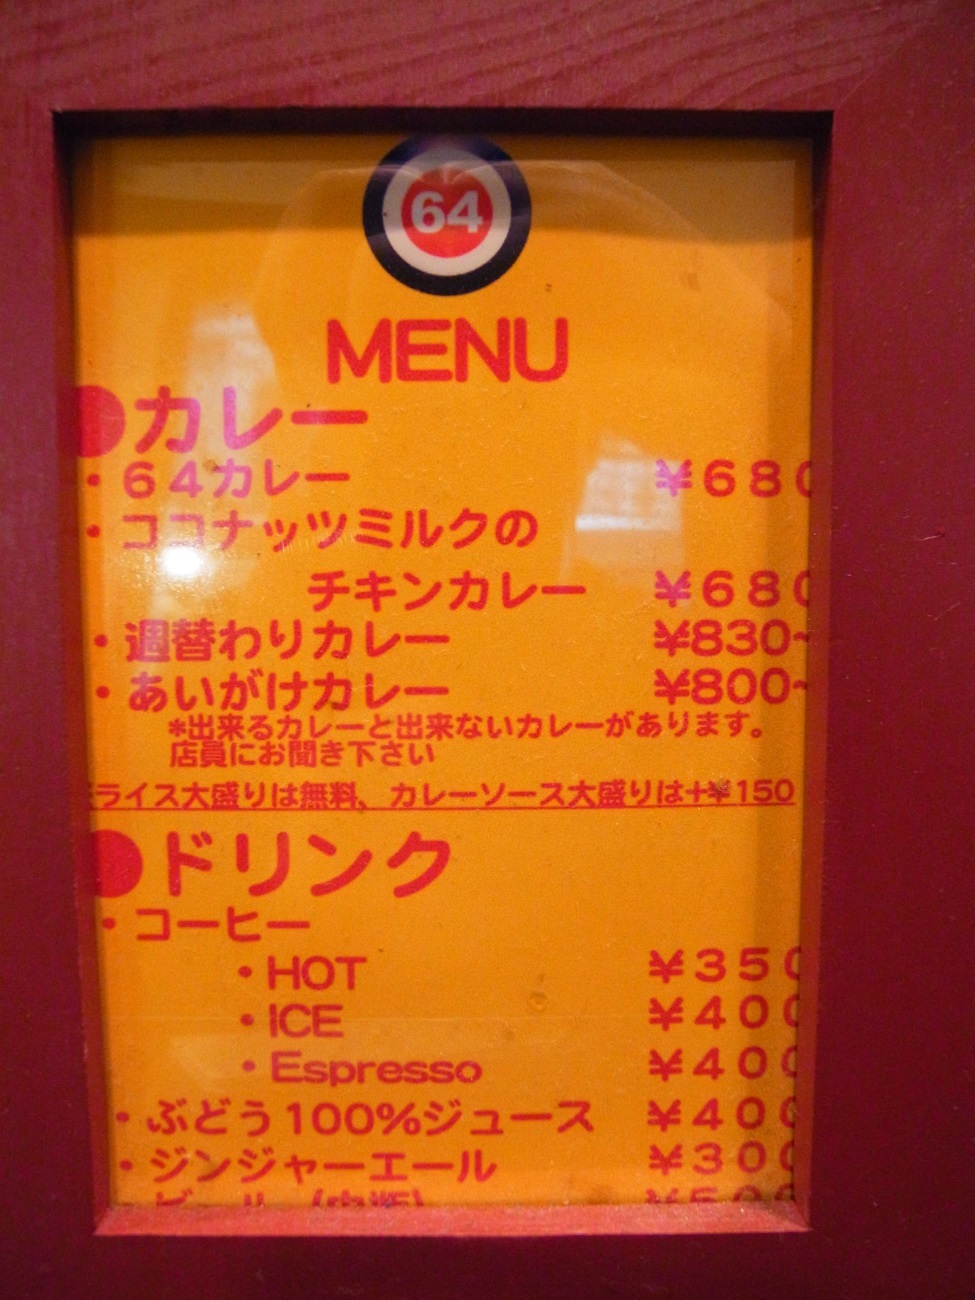 64
MENU
●カレー
・64カレー ¥680
・ココナッツミルクの
チキンカレー ¥680
・週替わりカレー ¥830~
・あいがけカレー ¥800~
*出来るカレーと出来ないカレーがあります。
店員にお聞き下さい
ライス大盛りは無料、カレーソース大盛りは+¥150
●ドリンク
・コーヒー
・HOT ¥350
・ICE ¥400
・Espresso ¥400
・ぶどう100%ジュース ¥400
・ジンジャーエール ¥300